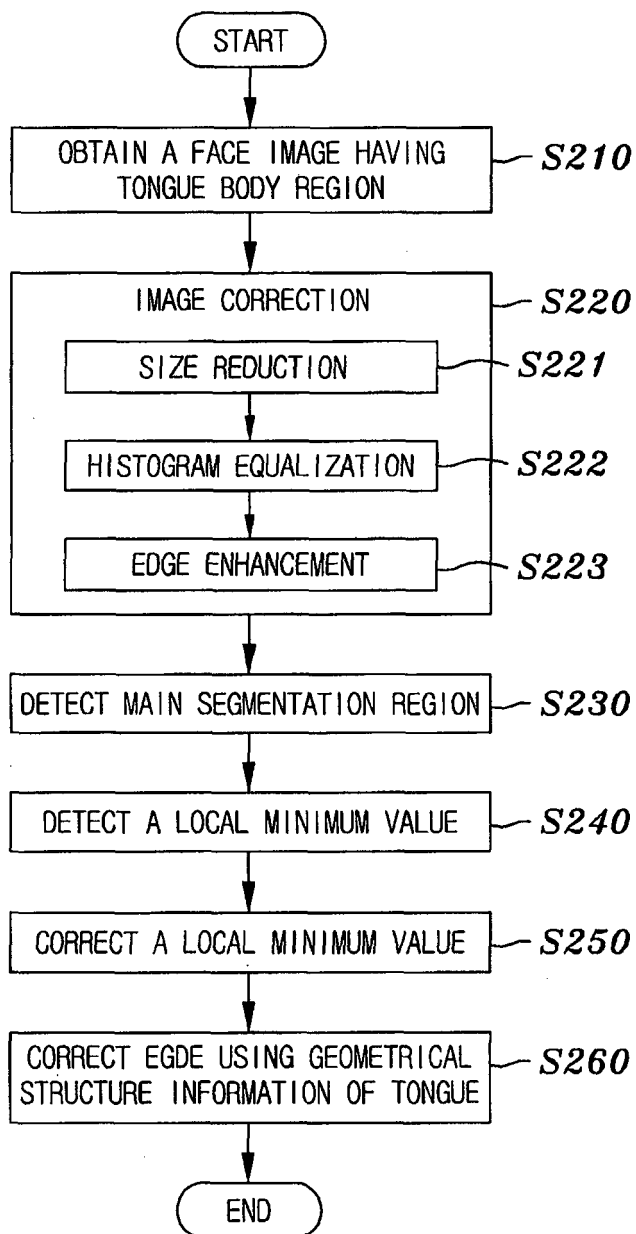 START
OBTAIN A FACE IMAGE HAVING
TONGUE BODY REGION
S210
IMAGE CORRECTION
S220
SIZE REDUCTION
S221
HISTOGRAM EQUALIZATION
S222
EDGE ENHANCEMENT
S223
DETECT MAIN SEGMENTATION REGION
S230
DETECT A LOCAL MINIMUM VALUE
S240
CORRECT A LOCAL MINIMUM VALUE
S250
CORRECT EGDE USING GEOMETRICAL
STRUCTURE INFORMATION OF TONGUE
S260
END